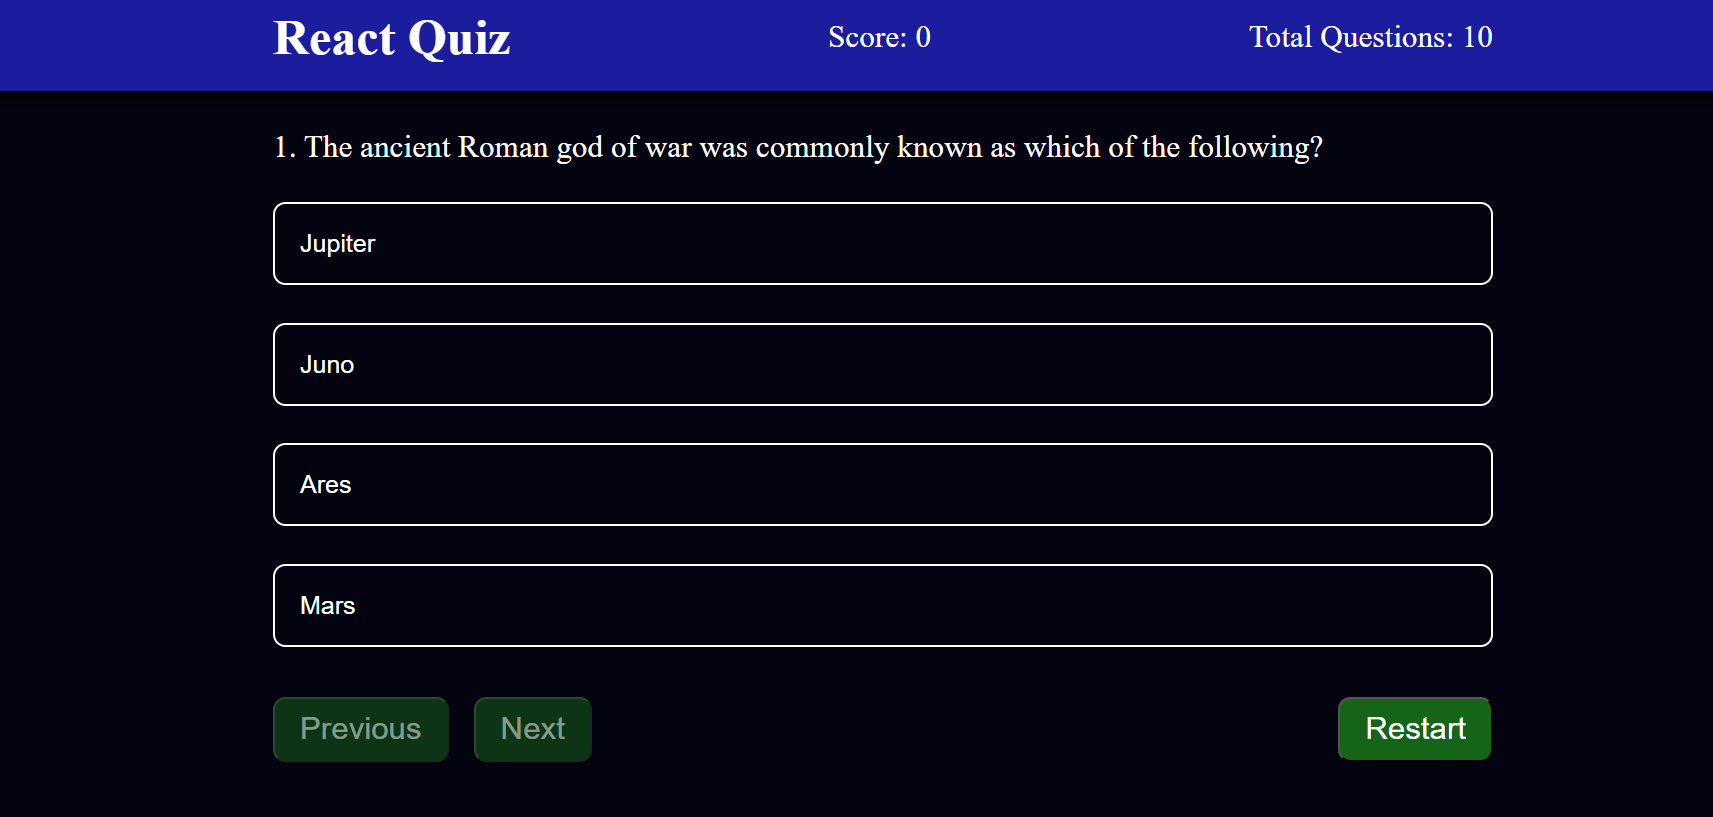 React Quiz
Score: 0
Total Questions: 10
1. The ancient Roman god of war was commonly known as which of the following?
Jupiter
Juno
Ares
Mars
Previous
Next
Restart